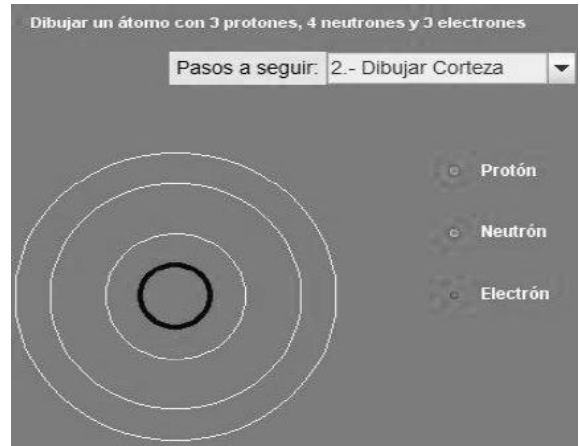 Dibujar un átomo con 3 protones, 4 neutrones y 3 electrones
Pasos a seguir: 2.- Dibujar Corteza
Protón
Neutrón
Electrón